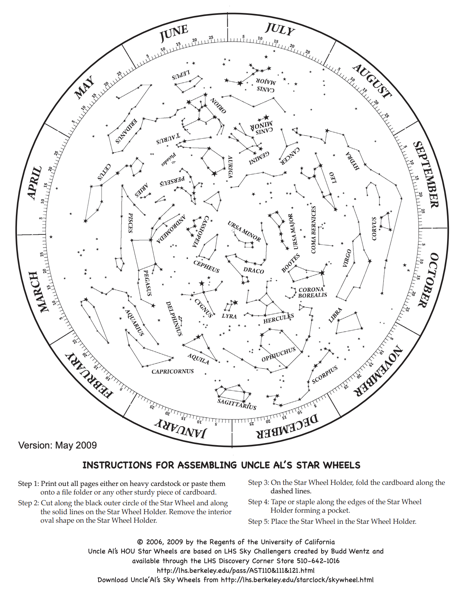 JUNE
JULY
MAY
AUGUST
APRIL
SEPTEMBER
MARCH
OCTOBER
FEBRUARY
NOVEMBER
JANUARY
DECEMBER
LEPUS
CANIS
MAJOR
ORION
ERIDANUS
CANIS
MINOR
TAURUS
Pleiades
GEMINI
CANCER
HYDRA
CETUS
AURIGA
LEO
ARIES
PERSEUS
PISCES
ANDROMEDA
CASSIOPEIA
URSA MINOR
URSA MAJOR
COMA BERNICES
CORVUS
CEPHEUS
DRACO
BOOTES
VIRGO
PEGASUS
CYGNUS
LYRA
HERCULES
CORONA
BOREALIS
AQUARIUS
DELPHINUS
LIBRA
AQUILA
OPHIUCHUS
CAPRICORNUS
SCORPIUS
SAGITTARIUS
Version: May 2009
INSTRUCTIONS FOR ASSEMBLING UNCLE AL'S STAR WHEELS
Step 1: Print out all pages either on heavy cardstock or paste them
onto a file folder or any other sturdy piece of cardboard.
Step 2: Cut along the black outer circle of the Star Wheel and along
the solid lines on the Star Wheel Holder. Remove the interior
oval shape on the Star Wheel Holder.
Step 3: On the Star Wheel Holder, fold the cardboard along the
dashed lines.
Step 4: Tape or staple along the edges of the Star Wheel
Holder forming a pocket.
Step 5: Place the Star Wheel in the Star Wheel Holder.
© 2006, 2009 by the Regents of the University of California
Uncle Al's HOU Star Wheels are based on LHS Sky Challengers created by Budd Wentz and
available through the LHS Discovery Corner Store 510-642-1016
http://lhs.berkeley.edu/pass/AST110&111&121.html
Download Uncle'Al's Sky Wheels from http://lhs.berkeley.edu/starclock/skywheel.html